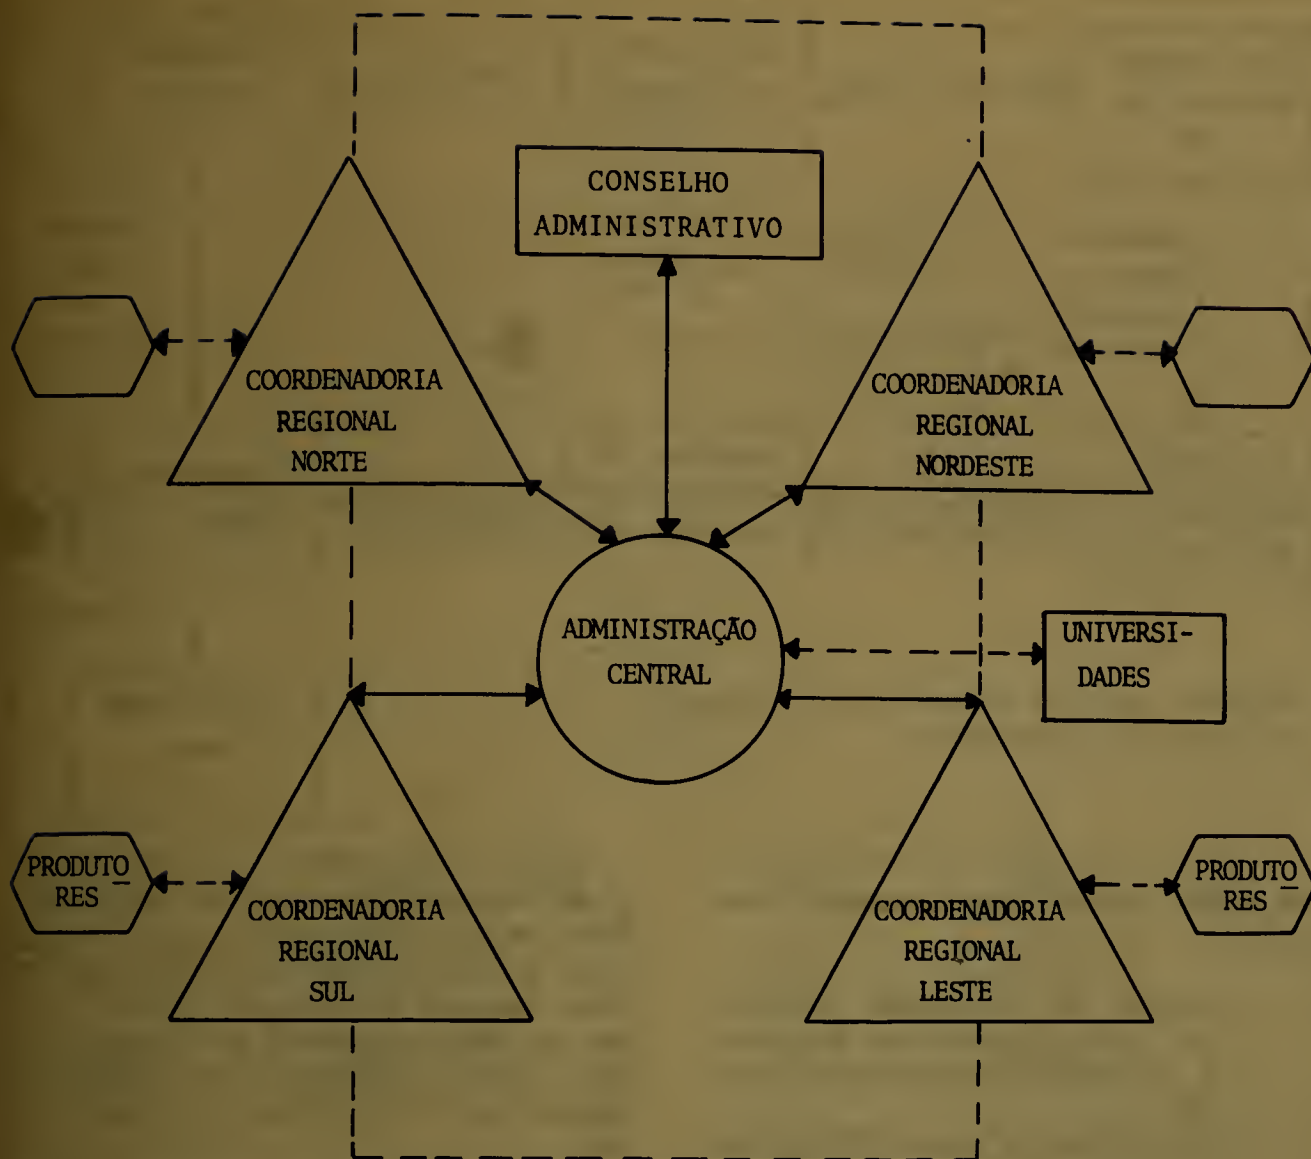 CONSELHO
ADMINISTRATIVO
COORDENADORIA
REGIONAL
NORTE
COORDENADORIA
REGIONAL
NORDESTE
ADMINISTRAÇÃO
CENTRAL
UNIVERSI-
DADES
PRODUTO
RES
COORDENADORIA
REGIONAL
SUL
COORDENADORIA
REGIONAL
LESTE
PRODUTO
RES